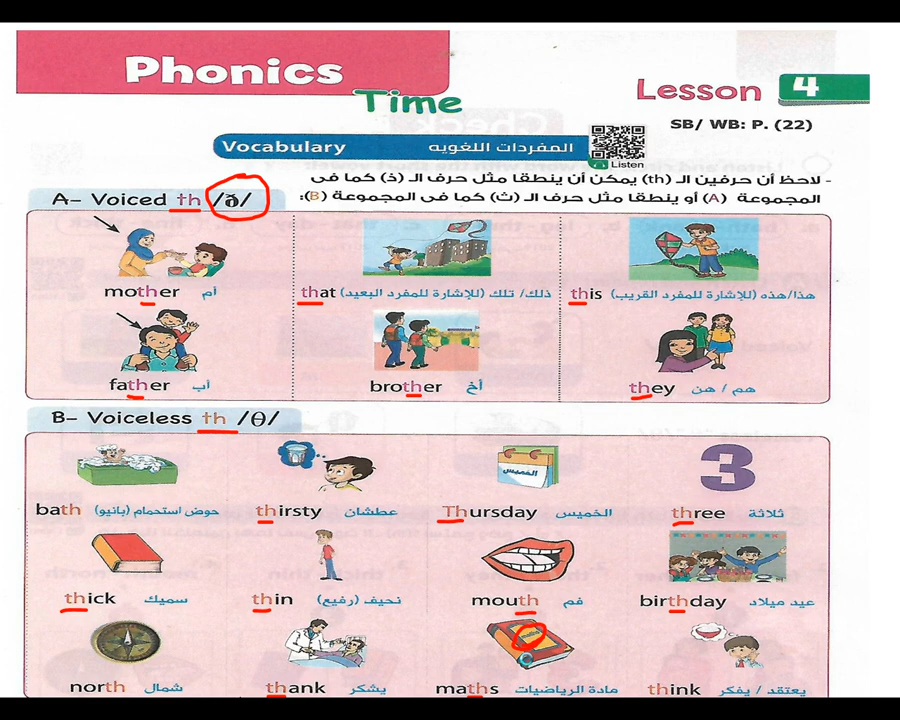 Phonics
Time
Lesson 4
SB/ WB: P. (22)
Vocabulary المفردات اللغويه
Listen
- لاحظ أن حرفين الـ (th) يمكن أن ينطقا مثل حرف الـ (ذ) كما فى
المجموعة (A) أو ينطقا مثل حرف الـ (ث) كما فى المجموعة (B):
A- Voiced th /ð/
mother أم
that ذلك/ تلك (للإشارة للمفرد البعيد)
this هذا/هذه (للإشارة للمفرد القريب)
father أب
brother أخ
they هم / هن
B- Voiceless th /θ/
الخميس
3
bath حوض استحمام (بانيو)
thirsty عطشان
Thursday الخميس
three ثلاثة
thick سميك
thin نحيف (رفيع)
mouth فم
birthday عيد ميلاد
maths
north شمال
thank يشكر
maths مادة الرياضيات
think يعتقد / يفكر